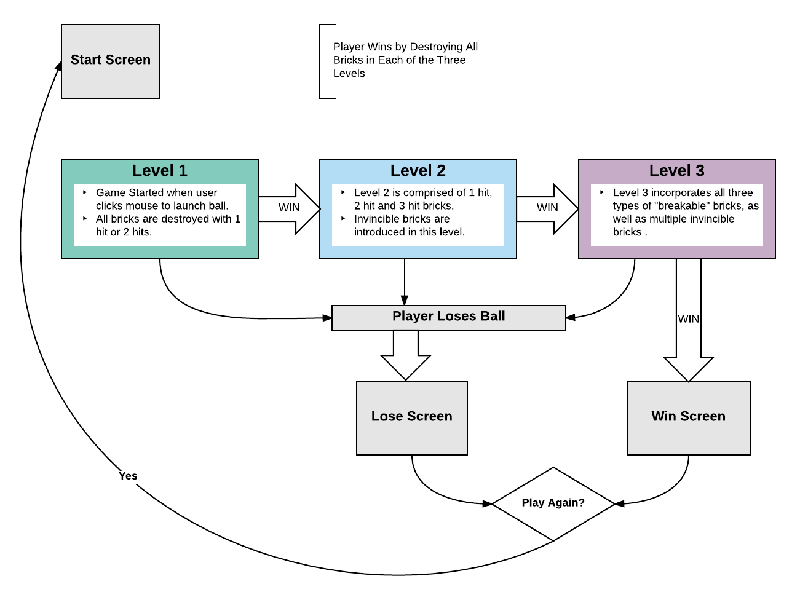 Start Screen
Player Wins by Destroying All
Bricks in Each of the Three
Levels
Level 1
‣ Game Started when user
clicks mouse to launch ball.
‣ All bricks are destroyed with 1
hit or 2 hits.
WIN
Level 2
‣ Level 2 is comprised of 1 hit,
2 hit and 3 hit bricks.
‣ Invincible bricks are
introduced in this level.
WIN
Level 3
‣ Level 3 incorporates all three
types of "breakable" bricks, as
well as multiple invincible
bricks .
Player Loses Ball
WIN
Lose Screen
Win Screen
Play Again?
Yes